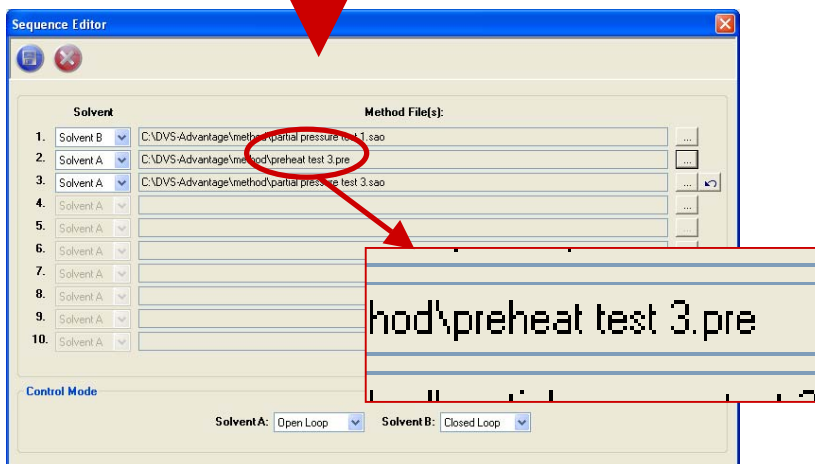 Sequence Editor
Solvent Method File(s):
1. Solvent B C:\DVS-Advantage\method\partial pressure test 1.sao ...
2. Solvent A C:\DVS-Advantage\method\preheat test 3.pre ...
3. Solvent A C:\DVS-Advantage\method\partial pressure test 3.sao ...
4. Solvent A ...
5. Solvent A ...
6. Solvent A ...
7. Solvent A
8. Solvent A
9. Solvent A
10. Solvent A
hod\preheat test 3.pre
Control Mode
Solvent A: Open Loop Solvent B: Closed Loop